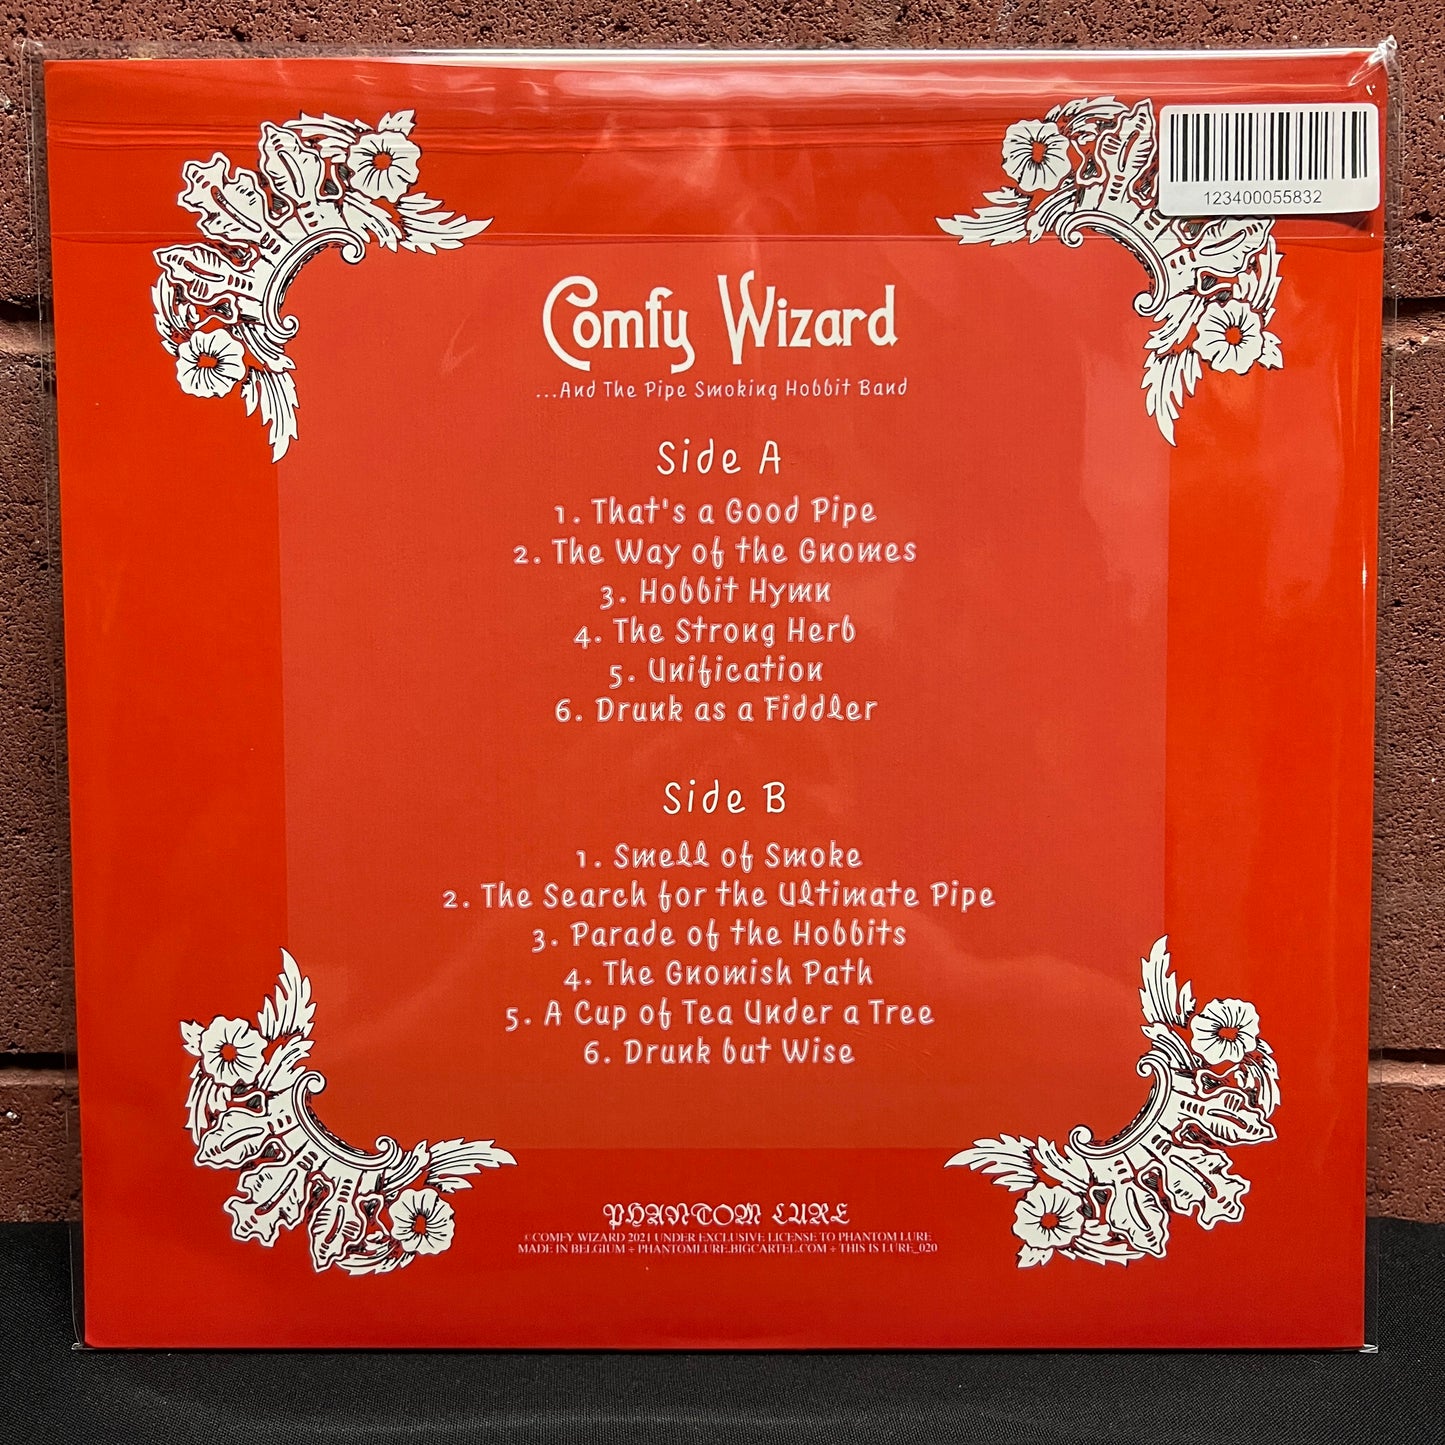 123400055832
Comfy Wizard
...And The Pipe Smoking Hobbit Band
Side A
1. That's a Good Pipe
2. The Way of the Gnomes
3. Hobbit Hymn
4. The Strong Herb
5. Unification
6. Drunk as a Fiddler
Side B
1. Smell of Smoke
2. The Search for the Ultimate Pipe
3. Parade of the Hobbits
4. The Gnomish Path
5. A Cup of Tea Under a Tree
6. Drunk but Wise
PHANTOM LURE
©COMFY WIZARD 2021 UNDER EXCLUSIVE LICENSE TO PHANTOM LURE
MADE IN BELGIUM ÷ PHANTOMLURE.BIGCARTEL.COM ÷ THIS IS LURE_020